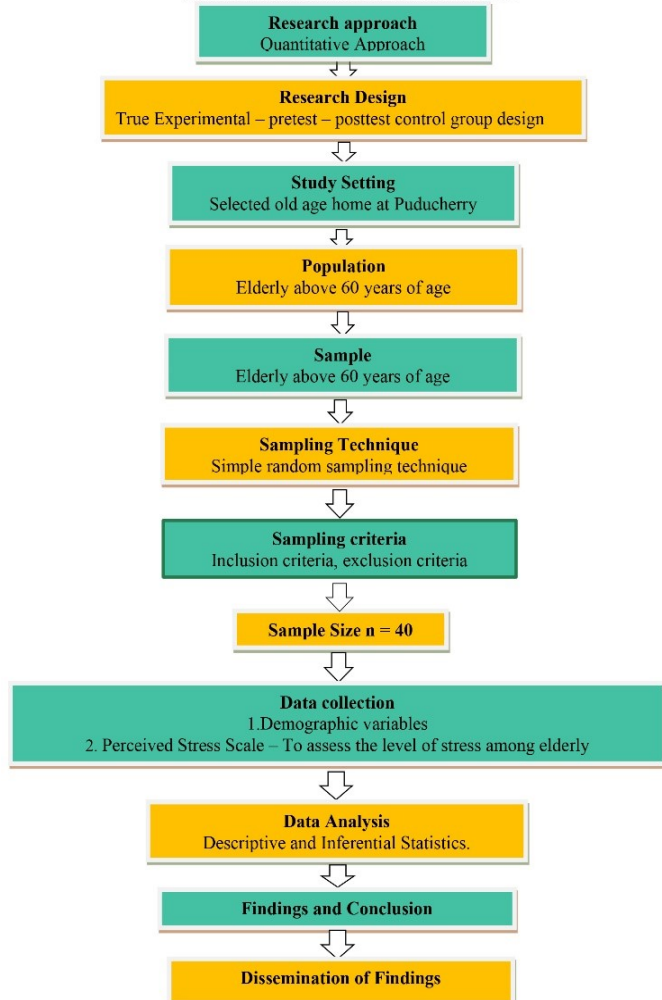 Research approach
Quantitative Approach
Research Design
True Experimental – pretest – posttest control group design
Study Setting
Selected old age home at Puducherry
Population
Elderly above 60 years of age
Sample
Elderly above 60 years of age
Sampling Technique
Simple random sampling technique
Sampling criteria
Inclusion criteria, exclusion criteria
Sample Size n = 40
Data collection
1.Demographic variables
2. Perceived Stress Scale – To assess the level of stress among elderly
Data Analysis
Descriptive and Inferential Statistics.
Findings and Conclusion
Dissemination of Findings